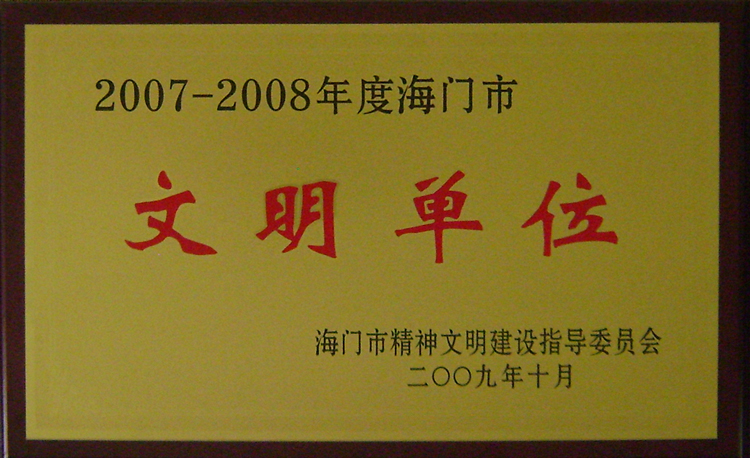 2007-2008年度海门市
文明单位
海门市精神文明建设指导委员会
二〇〇九年十月